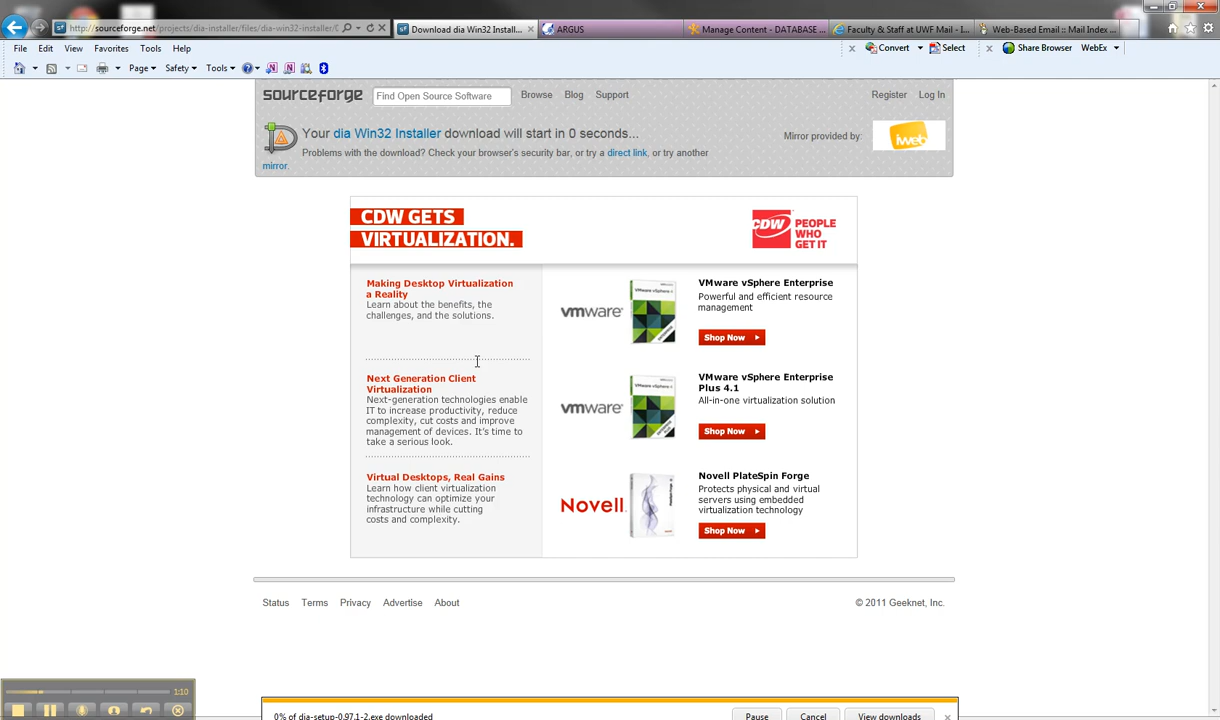 http://sourceforge.net/projects/dia-installer/files/dia-win32-installer/
Download dia Win32 Install...
ARGUS
Manage Content - DATABASE ...
Faculty & Staff at UWF Mail - I...
Web-Based Email :: Mail Index ...
File Edit View Favorites Tools Help
Convert Select
Share Browser WebEx
Page Safety Tools
sourceforge
Find Open Source Software
Browse Blog Support
Register Log In
Your dia Win32 Installer download will start in 0 seconds...
Problems with the download? Check your browser's security bar, or try a direct link, or try another
mirror.
Mirror provided by:
iweb
CDW GETS
VIRTUALIZATION.
CDW
PEOPLE
WHO
GET IT
Making Desktop Virtualization
a Reality
Learn about the benefits, the
challenges, and the solutions.
Next Generation Client
Virtualization
Next-generation technologies enable
IT to increase productivity, reduce
complexity, cut costs and improve
management of devices. It's time to
take a serious look.
Virtual Desktops, Real Gains
Learn how client virtualization
technology can optimize your
infrastructure while cutting
costs and complexity.
vmware
VMware vSphere Enterprise
Powerful and efficient resource
management
Shop Now
vmware
VMware vSphere Enterprise
Plus 4.1
All-in-one virtualization solution
Shop Now
Novell
Novell PlateSpin Forge
Protects physical and virtual
servers using embedded
virtualization technology
Shop Now
Status Terms Privacy Advertise About
© 2011 Geeknet, Inc.
1:10
0% of dia-setup-0.97.1-2.exe downloaded
Pause Cancel View downloads